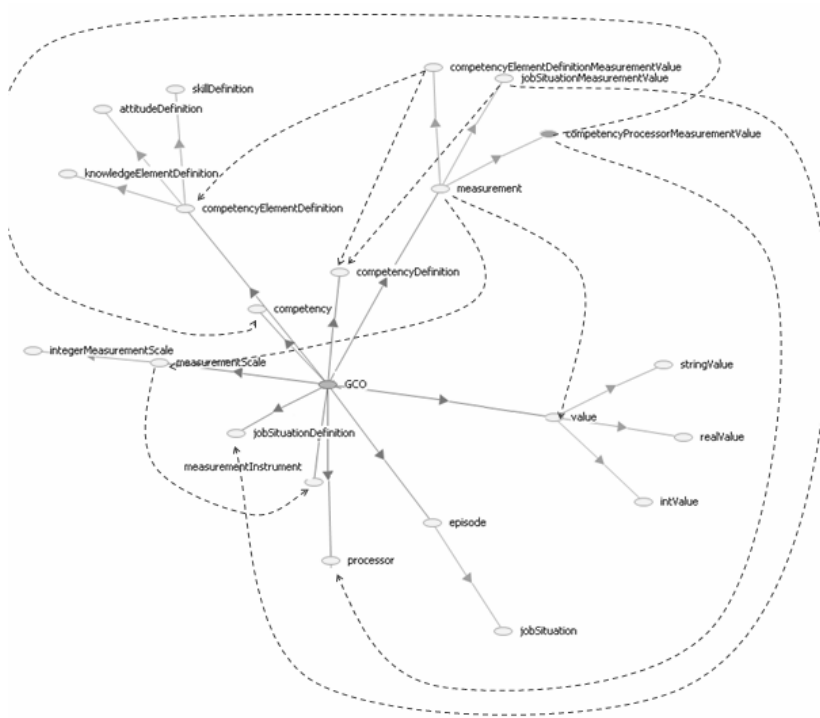 competencyElementDefinitionMeasurementValue
jobSituationMeasurementValue
skillDefinition
attitudeDefinition
competencyProcessorMeasurementValue
knowledgeElementDefinition
measurement
competencyElementDefinition
competencyDefinition
competency
integerMeasurementScale
measurementScale
stringValue
GCO
value
jobSituationDefinition
realValue
measurementInstrument
intValue
episode
processor
jobSituation